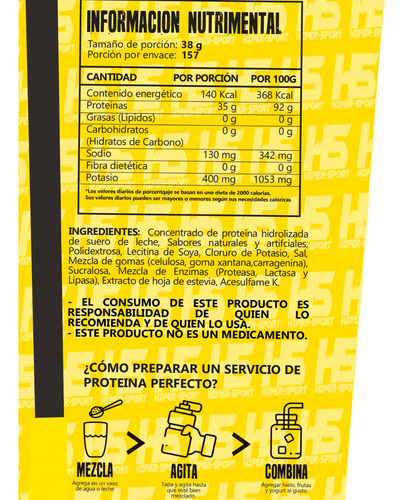 INFORMACION NUTRIMENTAL
Tamaño de porción: 38 g
Porción por envace: 157
CANTIDAD POR PORCIÓN POR 100G
Contenido energético 140 Kcal 368 Kcal
Proteinas 35 g 92 g
Grasas (Lipidos) 0 g 0 g
Carbohidratos 0 g 0 g
(Hidratos de Carbono)
Sodio 130 mg 342 mg
Fibra dietética 0 g 0 g
Potasio 400 mg 1053 mg
*Los valores diarios de porcentqaje se basan en una dieta de 2000 calorías.
Sus valores diarios pueden ser mayores o menores según sus necesidades calóricas
INGREDIENTES: Concentrado de proteína hidrolizada
de suero de leche, Sabores naturales y artificiales,
Polidextrosa, Lecitina de Soya, Cloruro de Potasio, Sal,
Mezcla de gomas (celulosa, goma xantana,carragenina),
Sucralosa, Mezcla de Enzimas (Proteasa, Lactasa y
Lipasa), Extracto de hoja de estevia, Acesulfame K.
- EL CONSUMO DE ESTE PRODUCTO ES
RESPONSABILIDAD DE QUIEN LO
RECOMIENDA Y DE QUIEN LO USA.
- ESTE PRODUCTO NO ES UN MEDICAMENTO.
¿CÓMO PREPARAR UN SERVICIO DE
PROTEINA PERFECTO?
MEZCLA > AGITA > COMBINA
Agrega en un vaso
de agua o leche
Tapa y agita hasta
que esté bien
mezclado.
Agregar hielo, frutas
y yogurt al gusto
HS
HIPER-SPORT